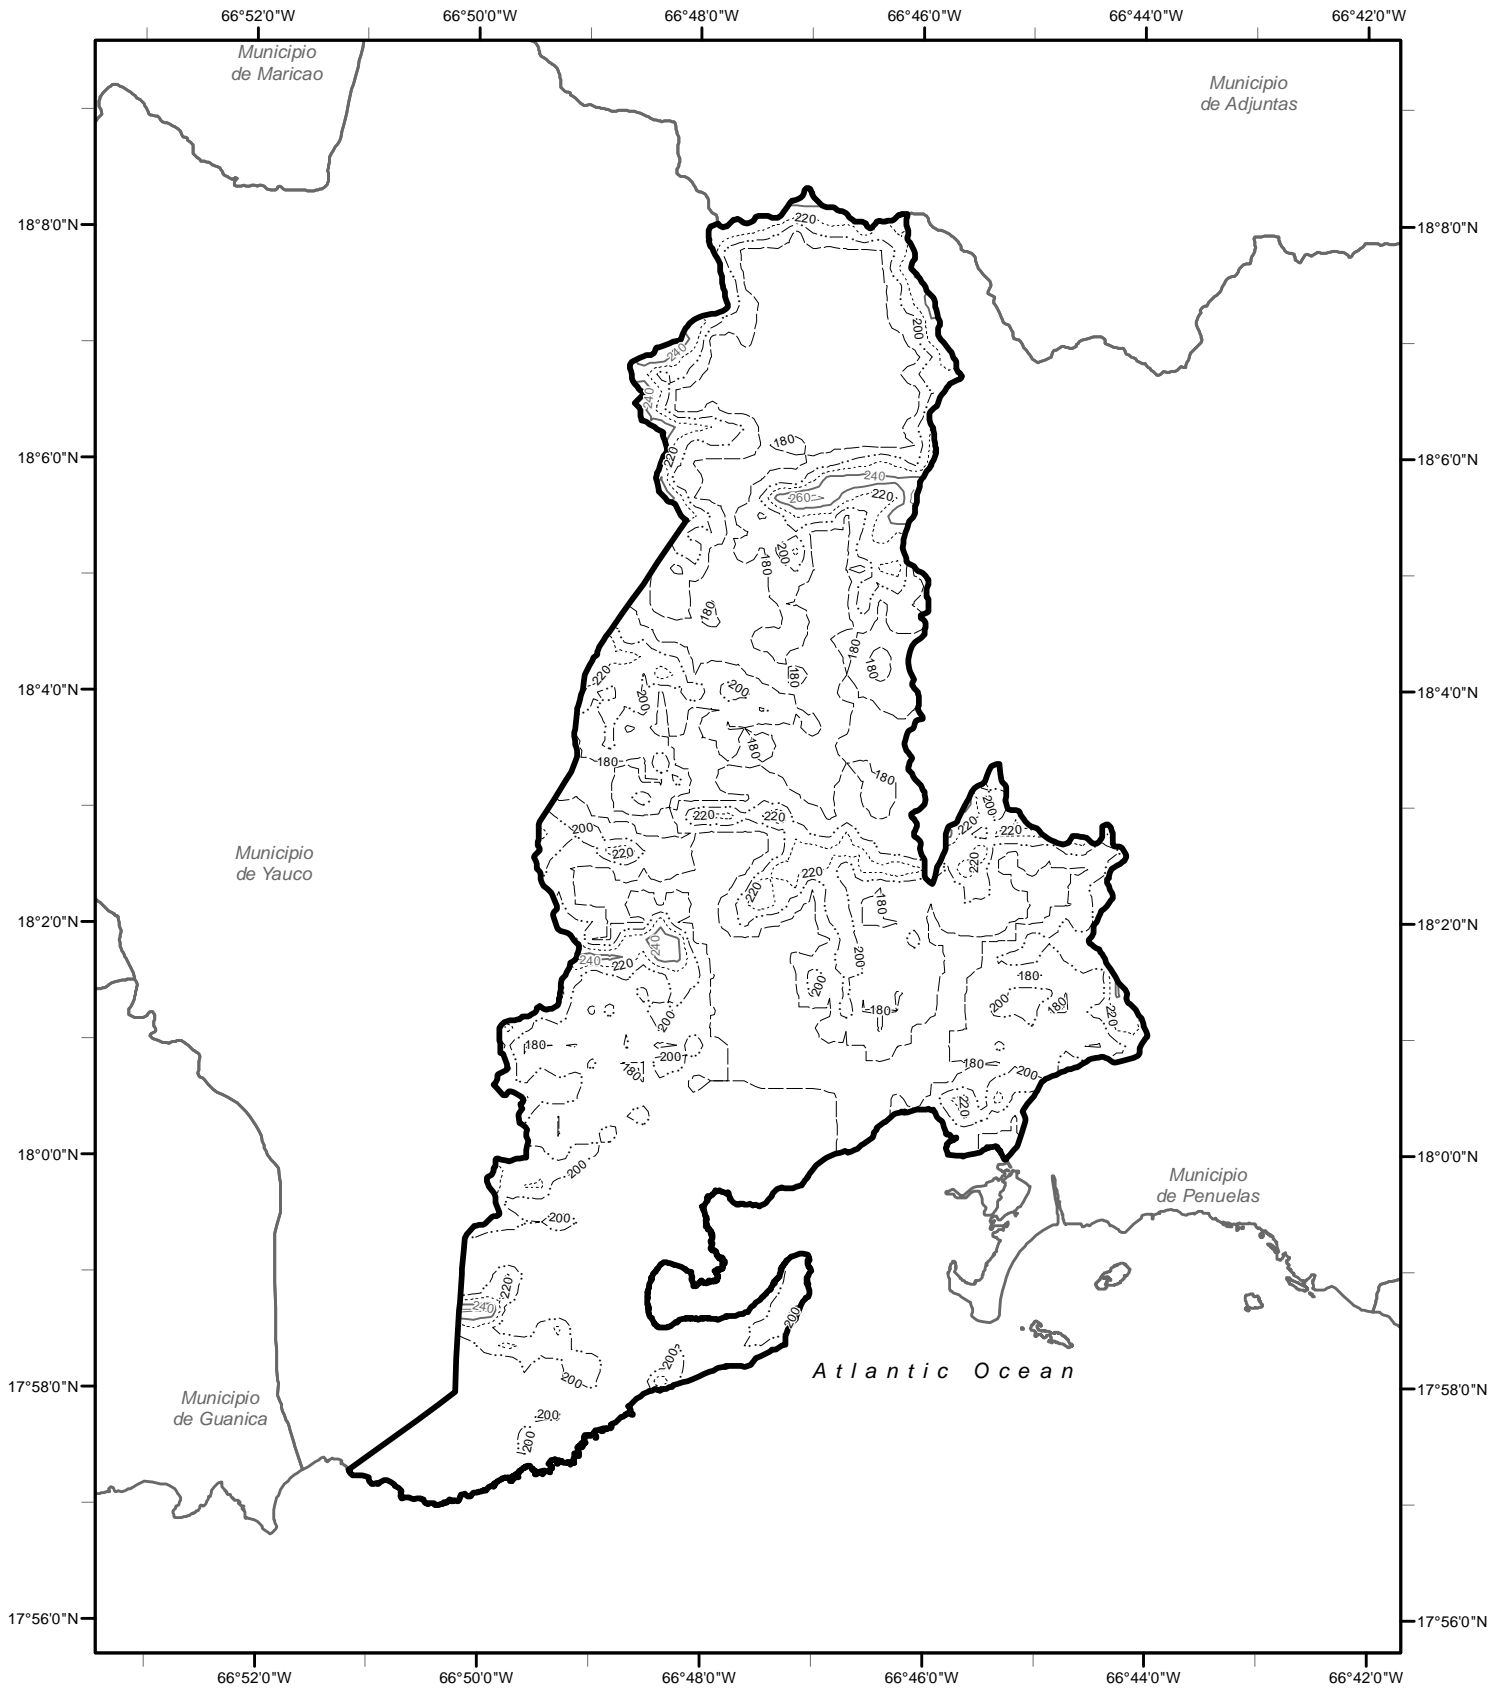 66°52'0"W 66°50'0"W 66°48'0"W 66°46'0"W 66°44'0"W 66°42'0"W
Municipio
de Maricao
Municipio
de Adjuntas
220
18°8'0"N 18°8'0"N
200
240
240
180
220
18°6'0"N 18°6'0"N
240
260 220
200
180
180
180
180
220 180
200
18°4'0"N 18°4'0"N
200
180
180
180
200
220 220 220
200 220
220
Municipio
de Yauco
220
220
220
180
18°20'0"N 18°20'0"N
240
240 220
200
180
200
200 180
180
220
200
180
200
180
180
200
220
18°0'0"N 18°0'0"N
200
Municipio
de Penuelas
200
220
240
200
200
Atlantic Ocean
200
17°58'0"N 17°58'0"N
Municipio
de Guanica
200
200
17°56'0"N 17°56'0"N
66°52'0"W 66°50'0"W 66°48'0"W 66°46'0"W 66°44'0"W 66°42'0"W